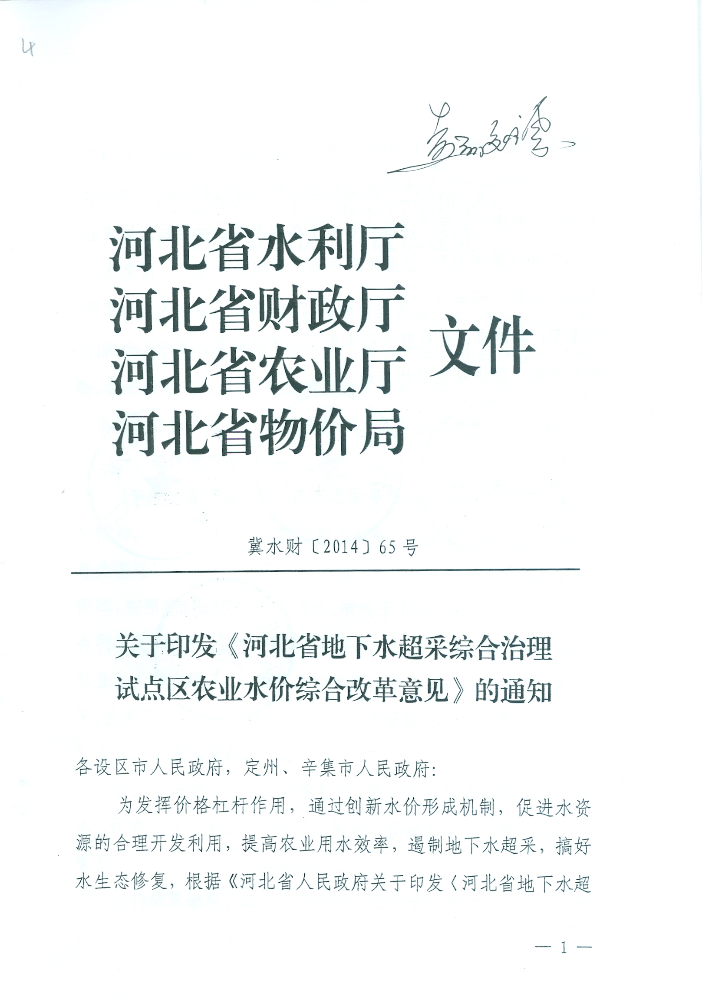 4
河北省水利厅
河北省财政厅
河北省农业厅
河北省物价局
文件
冀水财〔2014〕65号
关于印发《河北省地下水超采综合治理
试点区农业水价综合改革意见》的通知
各设区市人民政府，定州、辛集市人民政府：
为发挥价格杠杆作用，通过创新水价形成机制，促进水资
源的合理开发利用，提高农业用水效率，遏制地下水超采，搞好
水生态修复，根据《河北省人民政府关于印发〈河北省地下水超
— 1 —